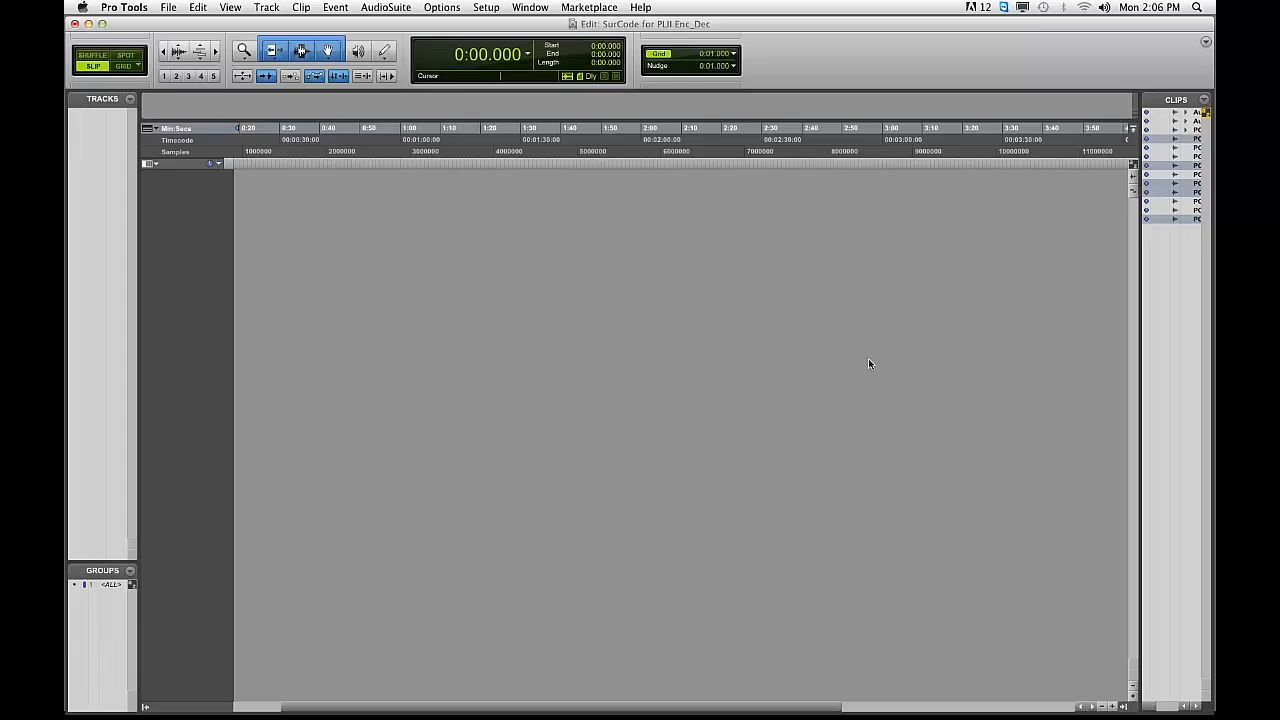 Pro Tools File Edit View Track Clip Event AudioSuite Options Setup Window Marketplace Help 12 Mon 2:06 PM
Edit: SurCode for PLII Enc_Dec
SHUFFLE SPOT
SLIP GRID
1 2 3 4 5
0:00.000
Start 0:00.000
End 0:00.000
Length 0:00.000
Cursor Dly
Grid 0:01.000
Nudge 0:01.000
TRACKS
CLIPS
Min:Secs 0:20 0:30 0:40 0:50 1:00 1:10 1:20 1:30 1:40 1:50 2:00 2:10 2:20 2:30 2:40 2:50 3:00 3:10 3:20 3:30 3:40 3:50
Timecode 00:00:30:00 00:01:00:00 00:01:30:00 00:02:00:00 00:02:30:00 00:03:00:00 00:03:30:00
Samples 1000000 2000000 3000000 4000000 5000000 6000000 7000000 8000000 9000000 10000000 11000000
GROUPS
! <ALL>